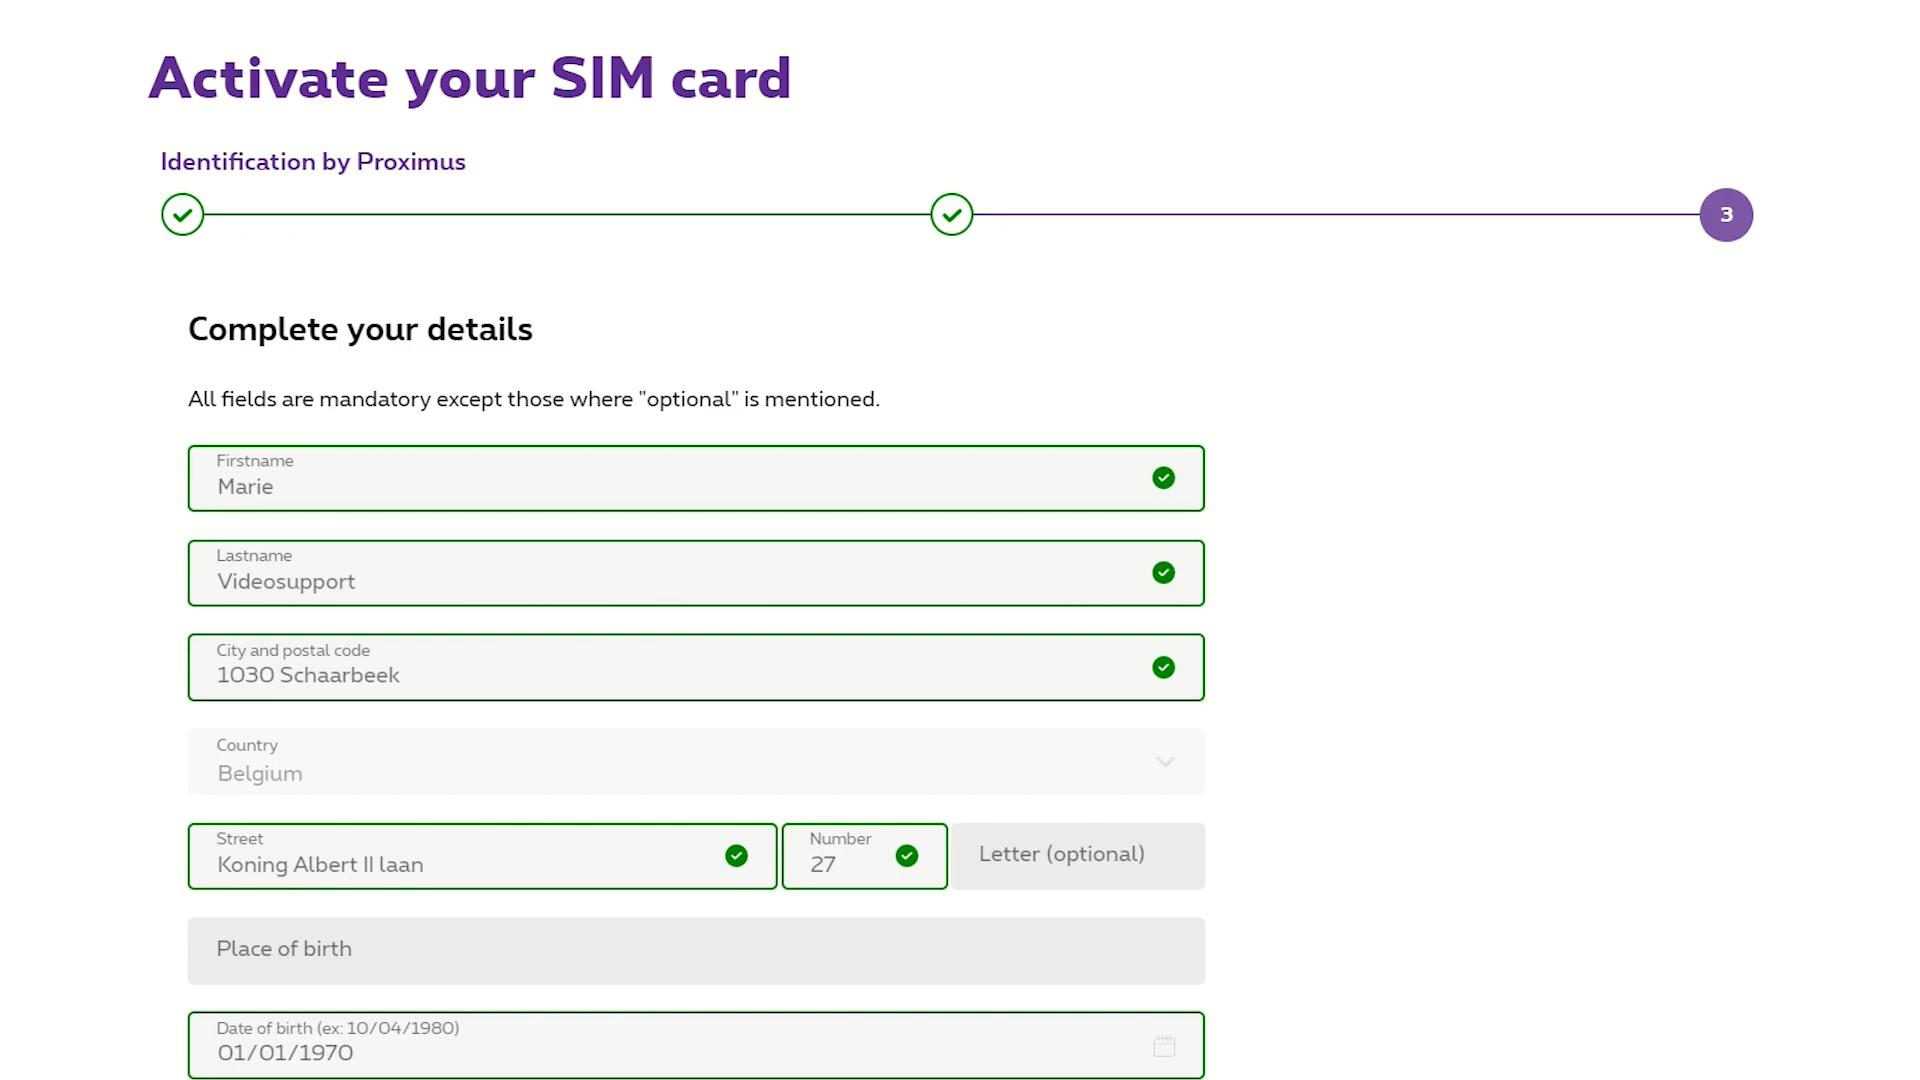 Activate your SIM card
Identification by Proximus
3
Complete your details
All fields are mandatory except those where "optional" is mentioned.
Firstname
Marie
Lastname
Videosupport
City and postal code
1030 Schaarbeek
Country
Belgium
Street
Koning Albert II laan
Number
27
Letter (optional)
Place of birth
Date of birth (ex: 10/04/1980)
01/01/1970